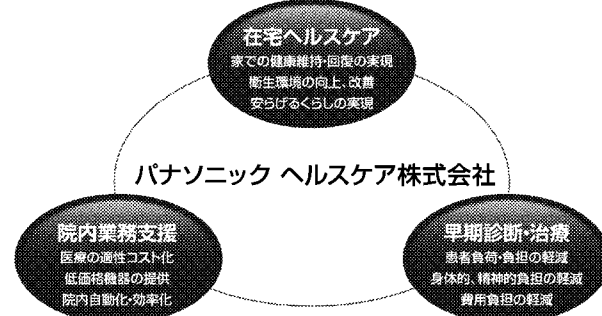 在宅ヘルスケア
家での健康維持・回復の実現
衛生環境の向上、改善
安らげるくらしの実現
パナソニック ヘルスケア株式会社
院内業務支援
医療の適性コスト化
低価格機器の提供
院内自動化・効率化
早期診断・治療
患者負荷・負担の軽減
身体的、精神的負担の軽減
費用負担の軽減